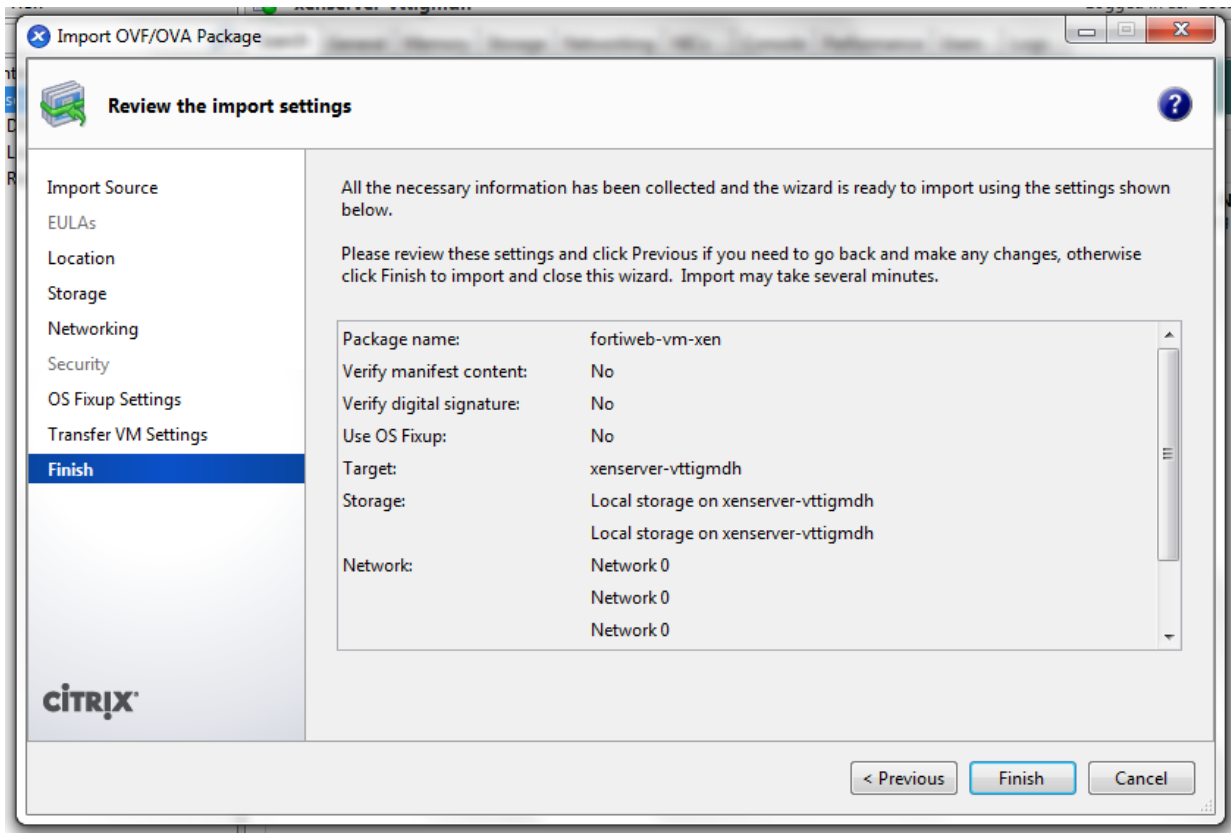 xenserver-vttigmdh
Import OVF/OVA Package
Review the import settings
Import Source
EULAs
Location
Storage
Networking
Security
OS Fixup Settings
Transfer VM Settings
Finish
All the necessary information has been collected and the wizard is ready to import using the settings shown
below.
Please review these settings and click Previous if you need to go back and make any changes, otherwise
click Finish to import and close this wizard. Import may take several minutes.
Package name: fortiweb-vm-xen
Verify manifest content: No
Verify digital signature: No
Use OS Fixup: No
Target: xenserver-vttigmdh
Storage: Local storage on xenserver-vttigmdh
Local storage on xenserver-vttigmdh
Network: Network 0
Network 0
Network 0
CITRIX
< Previous Finish Cancel